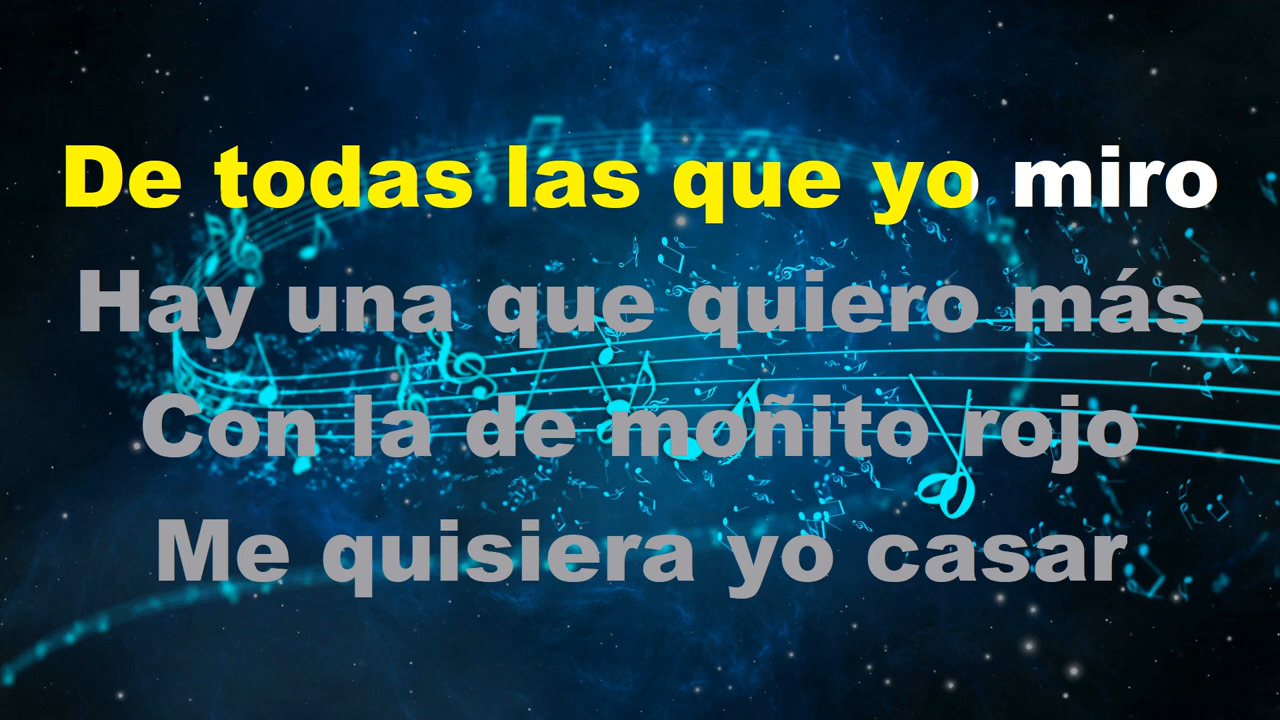 De todas las que yo miro
Hay una que quiero más
Con la de moñito rojo
Me quisiera yo casar